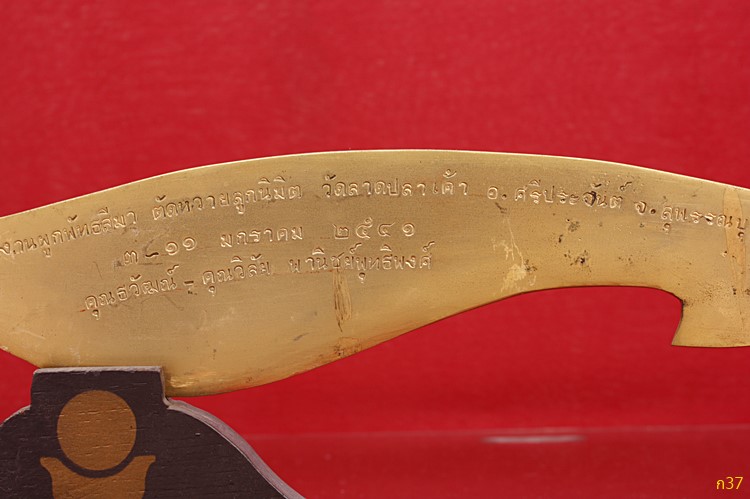 งานผูกพัทธสีมา ตัดหวายลูกนิมิต วัดลาดปลาเค้า อ. ศรีประจันต์ จ. สุพรรณบุ
๓ - ๑๑ มกราคม ๒๕๔๑
คุณธวัฒณ์ - คุณวิลัย พานิชย์พุทธิพงศ์
ก37